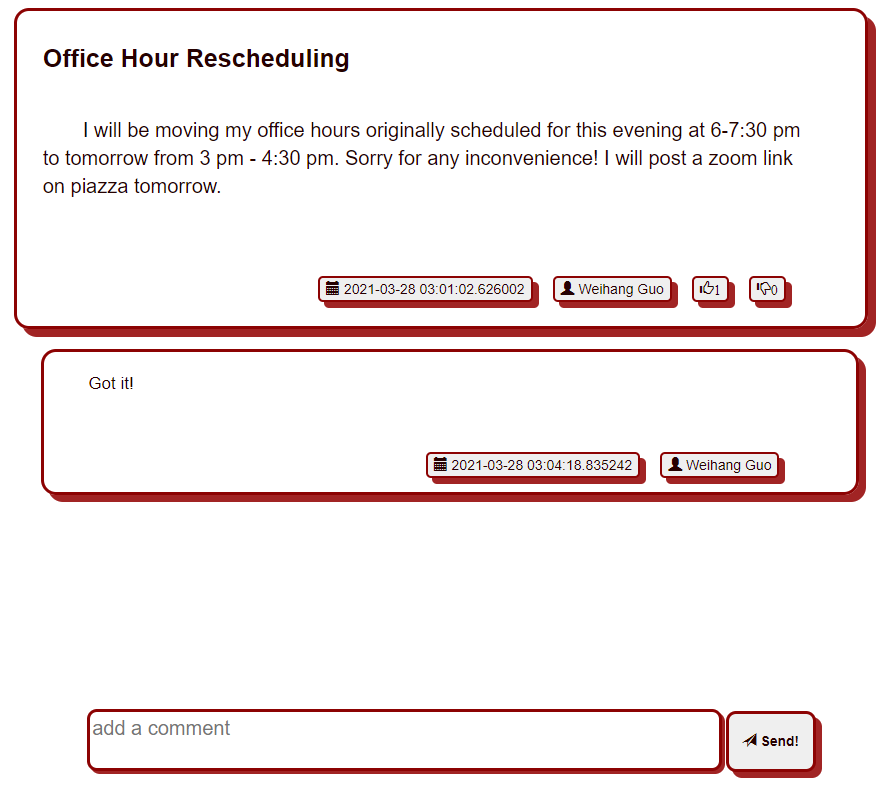 Office Hour Rescheduling
I will be moving my office hours originally scheduled for this evening at 6-7:30 pm
to tomorrow from 3 pm - 4:30 pm. Sorry for any inconvenience! I will post a zoom link
on piazza tomorrow.
2021-03-28 03:01:02.626002 Weihang Guo 1 0
Got it!
2021-03-28 03:04:18.835242 Weihang Guo
add a comment
Send!